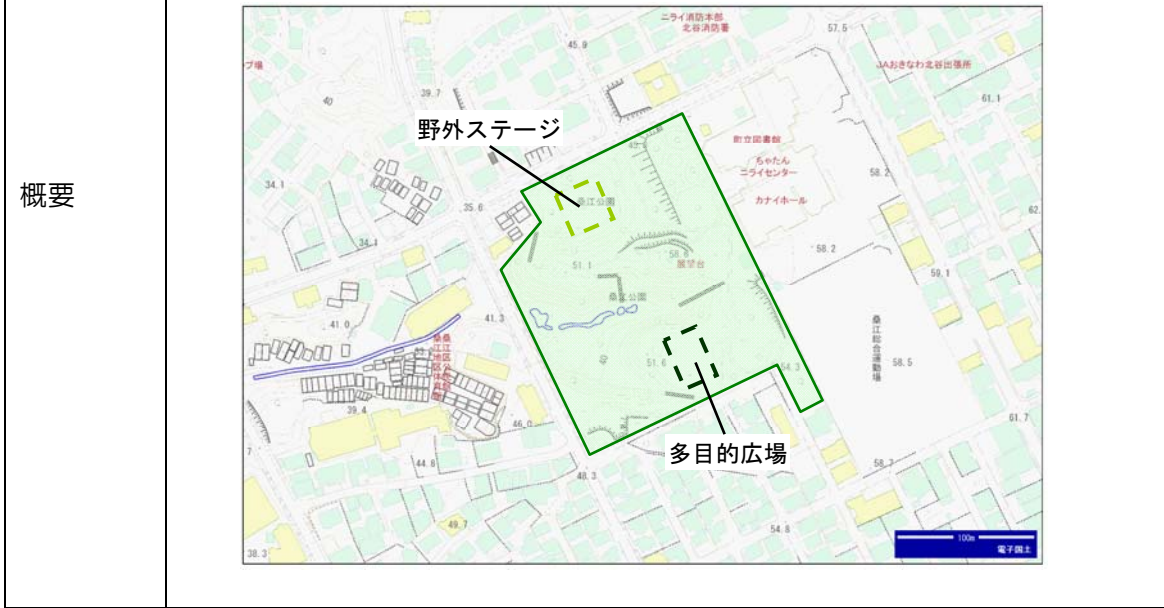 概要
ニライ消防本部
北谷消防署
57.5
45.9
プ場
JAおきなわ北谷出張所
40
39.7
61.1
野外ステージ
町立図書館
ちゃたん
ニライセンター
58.2
34.1
カナイホール
桑江公園
35.6
62.
34.1
58.2
51.1
展望台
59.1
桑江公園
41.0
41.3
桑江総合運動場
51.6
58.5
54.3
39.4
61.7
46.0
多目的広場
44.8
48.3
49.7
54.8
38.3
100m
電子国土